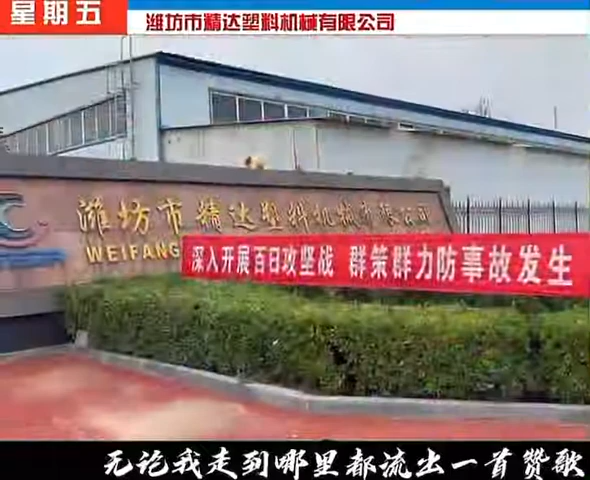 星期五
潍坊市精达塑料机械有限公司
潍坊市精达塑料机械有限公司
WEIFANG
深入开展百日攻坚战 群策群力防事故发生
无论我走到哪里都流出一首赞歌